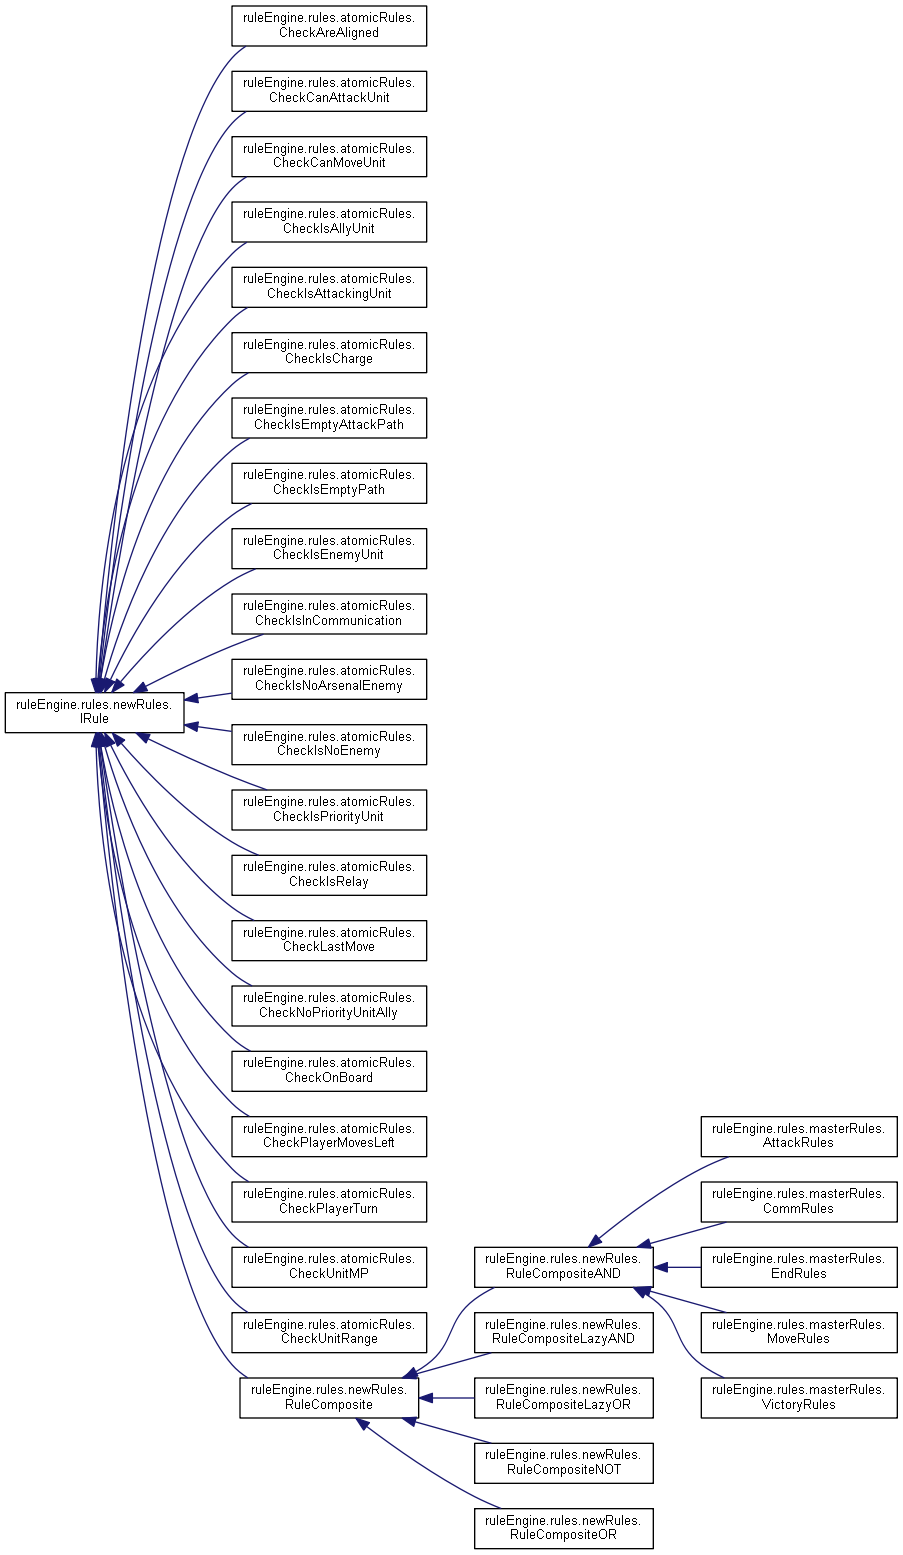 ruleEngine.rules.atomicRules.
CheckAreAligned
ruleEngine.rules.atomicRules.
CheckCanAttackUnit
ruleEngine.rules.atomicRules.
CheckCanMoveUnit
ruleEngine.rules.atomicRules.
CheckIsAllyUnit
ruleEngine.rules.atomicRules.
CheckIsAttackingUnit
ruleEngine.rules.atomicRules.
CheckIsCharge
ruleEngine.rules.atomicRules.
CheckIsEmptyAttackPath
ruleEngine.rules.atomicRules.
CheckIsEmptyPath
ruleEngine.rules.atomicRules.
CheckIsEnemyUnit
ruleEngine.rules.atomicRules.
CheckIsInCommunication
ruleEngine.rules.atomicRules.
CheckIsNoArsenalEnemy
ruleEngine.rules.newRules.
IRule
ruleEngine.rules.atomicRules.
CheckIsNoEnemy
ruleEngine.rules.atomicRules.
CheckIsPriorityUnit
ruleEngine.rules.atomicRules.
CheckIsRelay
ruleEngine.rules.atomicRules.
CheckLastMove
ruleEngine.rules.atomicRules.
CheckNoPriorityUnitAlly
ruleEngine.rules.atomicRules.
CheckOnBoard
ruleEngine.rules.atomicRules.
CheckPlayerMovesLeft
ruleEngine.rules.atomicRules.
CheckPlayerTurn
ruleEngine.rules.atomicRules.
CheckUnitMP
ruleEngine.rules.atomicRules.
CheckUnitRange
ruleEngine.rules.newRules.
RuleComposite
ruleEngine.rules.newRules.
RuleCompositeAND
ruleEngine.rules.newRules.
RuleCompositeLazyAND
ruleEngine.rules.newRules.
RuleCompositeLazyOR
ruleEngine.rules.newRules.
RuleCompositeNOT
ruleEngine.rules.newRules.
RuleCompositeOR
ruleEngine.rules.masterRules.
AttackRules
ruleEngine.rules.masterRules.
CommRules
ruleEngine.rules.masterRules.
EndRules
ruleEngine.rules.masterRules.
MoveRules
ruleEngine.rules.masterRules.
VictoryRules